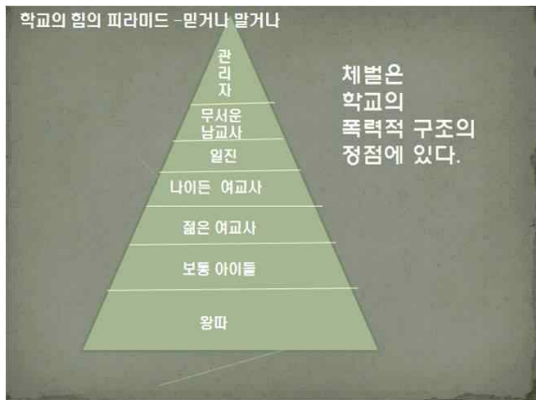 학교의 힘의 피라미드 -믿거나 말거나
관
리
자
무서운
남교사
일진
나이든 여교사
젊은 여교사
보통 아이들
왕따
체벌은
학교의
폭력적 구조의
정점에 있다.